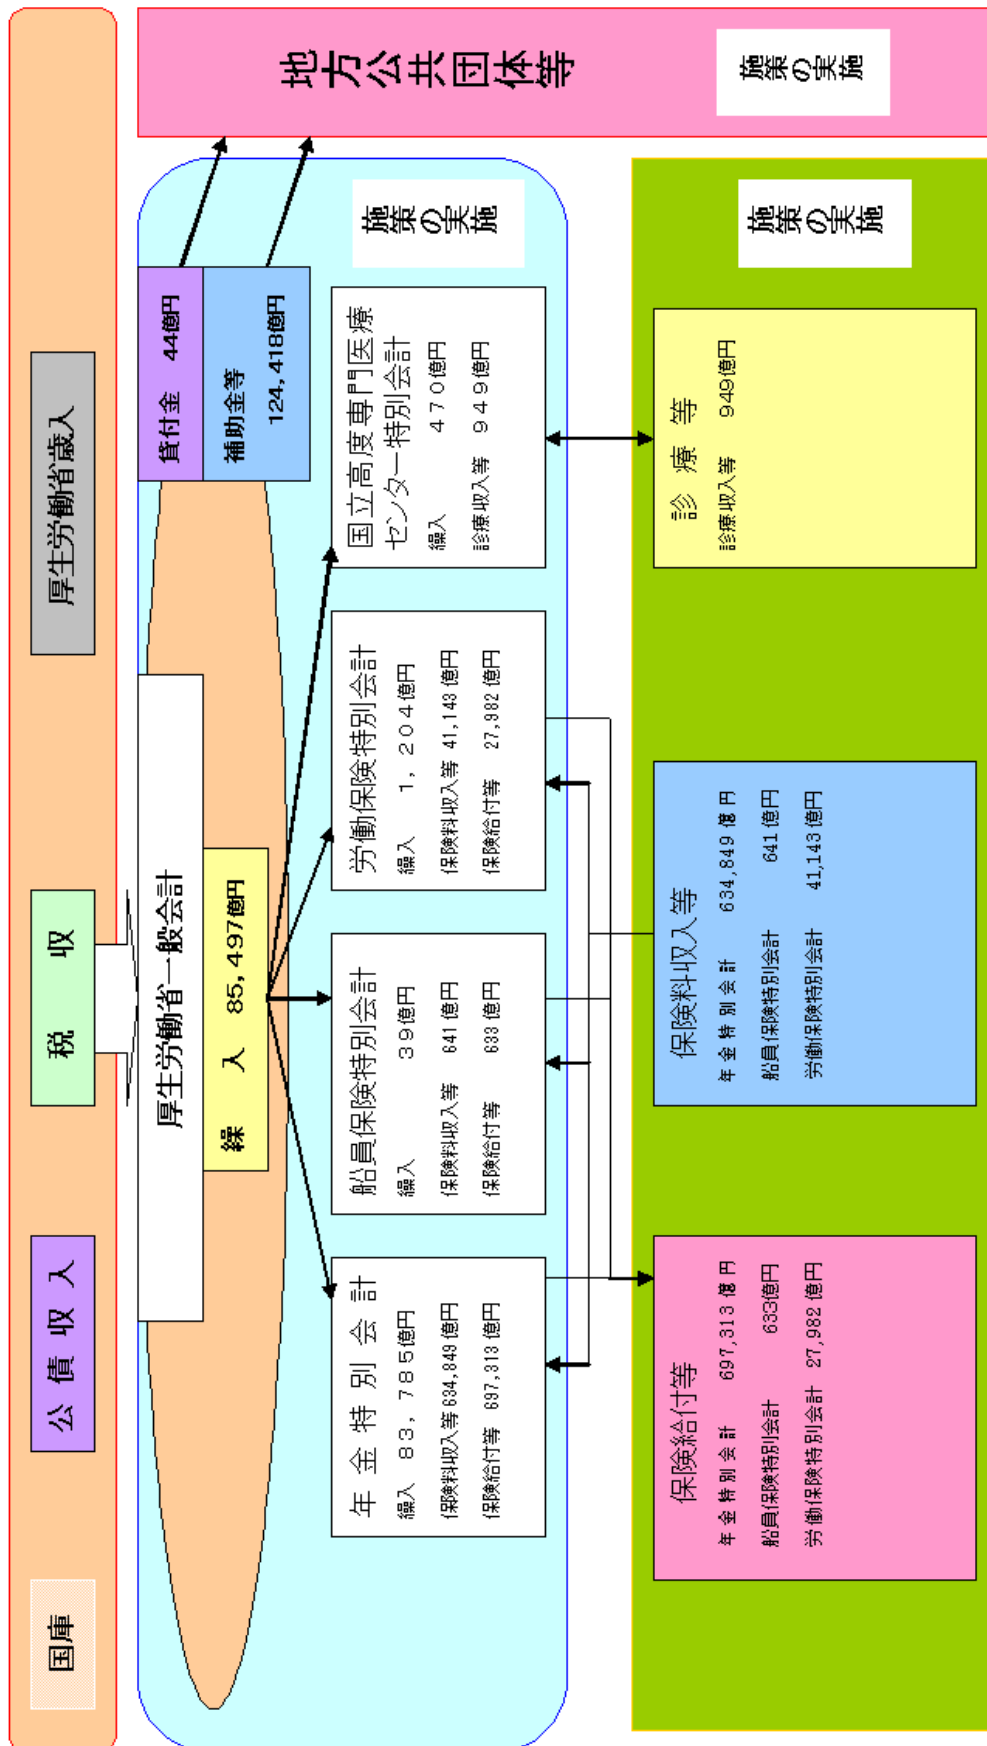 国庫
公債収入
税　収
厚生労働省歳入
厚生労働省一般会計
繰　入　85,497億円
貸付金　44億円
補助金等
124,418億円
地方公共団体等
施策の実施
年金特別会計
繰入 83,785億円
保険料収入等 634,849億円
保険給付等 697,313億円
船員保険特別会計
繰入　39億円
保険料収入等　641億円
保険給付等　633億円
労働保険特別会計
繰入　1,204億円
保険料収入等 41,143億円
保険給付等　27,982億円
国立高度専門医療
センター特別会計
繰入　470億円
診療収入等　949億円
施策の実施
保険給付等
年金特別会計　697,313億円
船員保険特別会計　633億円
労働保険特別会計　27,982億円
保険料収入等
年金特別会計　634,849億円
船員保険特別会計　641億円
労働保険特別会計　41,143億円
診療等
診療収入等　949億円
施策の実施